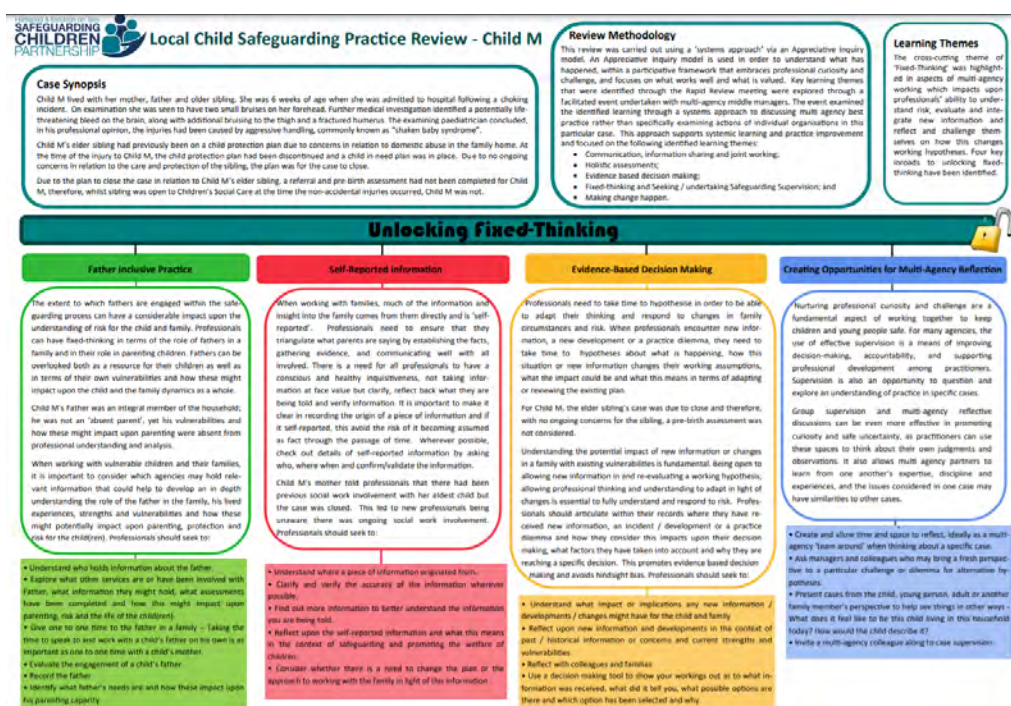 SAFEGUARDING
CHILDREN
PARTNERSHIP
Local Child Safeguarding Practice Review - Child M
Case Synopsis
Child M lived with her mother, father and older sibling. She was 6 weeks of age when she was admitted to hospital following a choking
incident. On examination she was seen to have two small bruises on her forehead. Further medical investigation identified a potentially life-
threatening bleed on the brain, along with additional bruising to the thigh and a fractured humerus. The examining paediatrician concluded,
in his professional opinion, the injuries had been caused by aggressive handling, commonly known as "shaken baby syndrome".
Child M's elder sibling had previously been on a child protection plan due to concerns in relation to domestic abuse in the family home. At
the time of the injury to Child M, the child protection plan had been discontinued and a child in need plan was in place. Due to no ongoing
concerns in relation to the care and protection of the sibling, the plan was for the case to close.
Due to the plan to close the case in relation to Child M's elder sibling, a referral and pre-birth assessment had not been completed for Child
M, therefore, whilst sibling was open to Children's Social Care at the time the non-accidental injuries occurred, Child M was not.
Review Methodology
This review was carried out using a 'systems approach' via an Appreciative Inquiry
model. An Appreciative Inquiry model is used in order to understand what has
happened, within a participative framework that embraces professional curiosity and
challenge, and focuses on what works well and what is valued. Key learning themes
that were identified through the Rapid Review meeting were explored through a
facilitated event undertaken with multi-agency middle managers. The event examined
the identified learning through a systems approach to discussing multi agency best
practice rather than specifically examining actions of individual organisations in this
particular case. This approach supports systemic learning and practice improvement
and focused on the following identified learning themes:
• Communication, information sharing and joint working;
• Holistic assessments;
• Evidence based decision making;
• Fixed-thinking and Seeking / undertaking Safeguarding Supervision; and
• Making change happen.
Learning Themes
The cross-cutting theme
of 'Fixed-Thinking' was highlight-
ed in aspects of multi-agency
working which impacts upon
professionals' ability to under-
stand risk, evaluate and inte-
grate new information and
reflect and challenge them-
selves on how this changes
working hypotheses. Four key
inroads to unlocking fixed-
thinking have been identified.
Unlocking Fixed-Thinking
Father Inclusive Practice
The extent to which fathers are engaged within the safe-
guarding process can have a considerable impact upon the
understanding of risk for the child and family. Professionals
can have fixed-thinking in terms of the role of fathers in a
family and in their role in parenting children. Fathers can be
overlooked both as a resource for their children as well as
in terms of their own vulnerabilities and how these might
impact upon the child and the family dynamics as a whole.
Child M's Father was an integral member of the household;
he was not an 'absent parent', yet his vulnerabilities and
how these might impact upon parenting were absent from
professional understanding and analysis.
When working with vulnerable children and their families,
it is important to consider which agencies may hold rele-
vant information that could help to develop an in depth
understanding the role of the father in the family, his lived
experiences, strengths and vulnerabilities and how these
might potentially impact upon parenting, protection and
risk for the child(ren). Professionals should seek to:
• Understand who holds information about the father.
• Explore what other services are or have been involved with
Father, what information they might hold, what assessments
have been completed and how this might impact upon
parenting, risk and the life of the child(ren).
• Give one to one time to the father in a family – Taking the
time to speak to and work with a child's father on his own is as
important as one to one time with a child's mother.
• Evaluate the engagement of a child's father.
• Record the father
• Identify what father's needs are and how these impact upon
his parenting capacity
Self-Reported Information
When working with families, much of the information and
insight into the family comes from them directly and is 'self-
reported'. Professionals need to ensure that they
triangulate what parents are saying by establishing the facts,
gathering evidence, and communicating well with all
involved. There is a need for all professionals to have a
conscious and healthy inquisitiveness, not taking infor-
mation at face value but clarify, reflect back what they are
being told and verify information. It is important to make it
clear in recording the origin of a piece of information and if
it self-reported, this avoid the risk of it becoming assumed
as fact through the passage of time. Wherever possible,
check out details of self-reported information by asking
who, where when and confirm/validate the information.
Child M's mother told professionals that there had been
previous social work involvement with her eldest child but
the case was closed. This led to new professionals being
unaware there was ongoing social work involvement.
Professionals should seek to:
• Understand where a piece of information originated from.
• Clarify and verify the accuracy of the information wherever
possible.
• Find out more information to better understand the information
you are being told.
• Reflect upon the self-reported information and what this means
in the context of safeguarding and promoting the welfare of
children.
• Consider whether there is a need to change the plan or the
approach to working with the family in light of this information
Evidence-Based Decision Making
Professionals need to take time to hypothesise in order to be able
to adapt their thinking and respond to changes in family
circumstances and risk. When professionals encounter new infor-
mation, a new development or a practice dilemma, they need to
take time to hypotheses about what is happening, how this
situation or new information changes their working assumptions,
what the impact could be and what this means in terms of adapting
or reviewing the existing plan.
For Child M, the elder sibling's case was due to close and therefore,
with no ongoing concerns for the sibling, a pre-birth assessment was
not considered.
Understanding the potential impact of new information or changes
in a family with existing vulnerabilities is fundamental. Being open to
allowing new information in and re-evaluating a working hypothesis;
allowing professional thinking and understanding to adapt in light of
changes is essential to fully understand and respond to risk. Profes-
sionals should articulate within their records where they have re-
ceived new information, an incident / development or a practice
dilemma and how they consider this impacts upon their decision
making, what factors they have taken into account and why they are
reaching a specific decision. This promotes evidence based decision
making and avoids hindsight bias. Professionals should seek to:
• Understand what impact or implications any new information /
developments / changes might have for the child and family
• Reflect upon new information and developments in the context of
past / historical information or concerns and current strengths and
vulnerabilities.
• Reflect with colleagues and families
• Use a decision making tool to show your workings out as to what in-
formation was received, what did it tell you, what possible options are
there and which option has been selected and why.
Creating Opportunities for Multi-Agency Reflection
Nurturing professional curiosity and challenge are a
fundamental aspect of working together to keep
children and young people safe. For many agencies, the
use of effective supervision is a means of improving
decision-making, accountability, and supporting
professional development among practitioners.
Supervision is also an opportunity to question and
explore an understanding of practice in specific cases.
Group supervision and multi-agency reflective
discussions can be even more effective in promoting
curiosity and safe uncertainty, as practitioners can use
these spaces to think about their own judgments and
observations. It also allows multi agency partners to
learn from one another's expertise, discipline and
experiences, and the issues considered in one case may
have similarities to other cases.
• Create and allow time and space to reflect, ideally as a multi-
agency 'team around' when thinking about a specific case.
• Ask managers and colleagues who may bring a fresh perspec-
tive to a particular challenge or dilemma for alternative hy-
potheses.
• Present cases from the child, young person, adult or another
family member's perspective to help see things in other ways -
What does it feel like to be this child living in this household
today? How would the child describe it?
• Invite a multi-agency colleague along to case supervision.